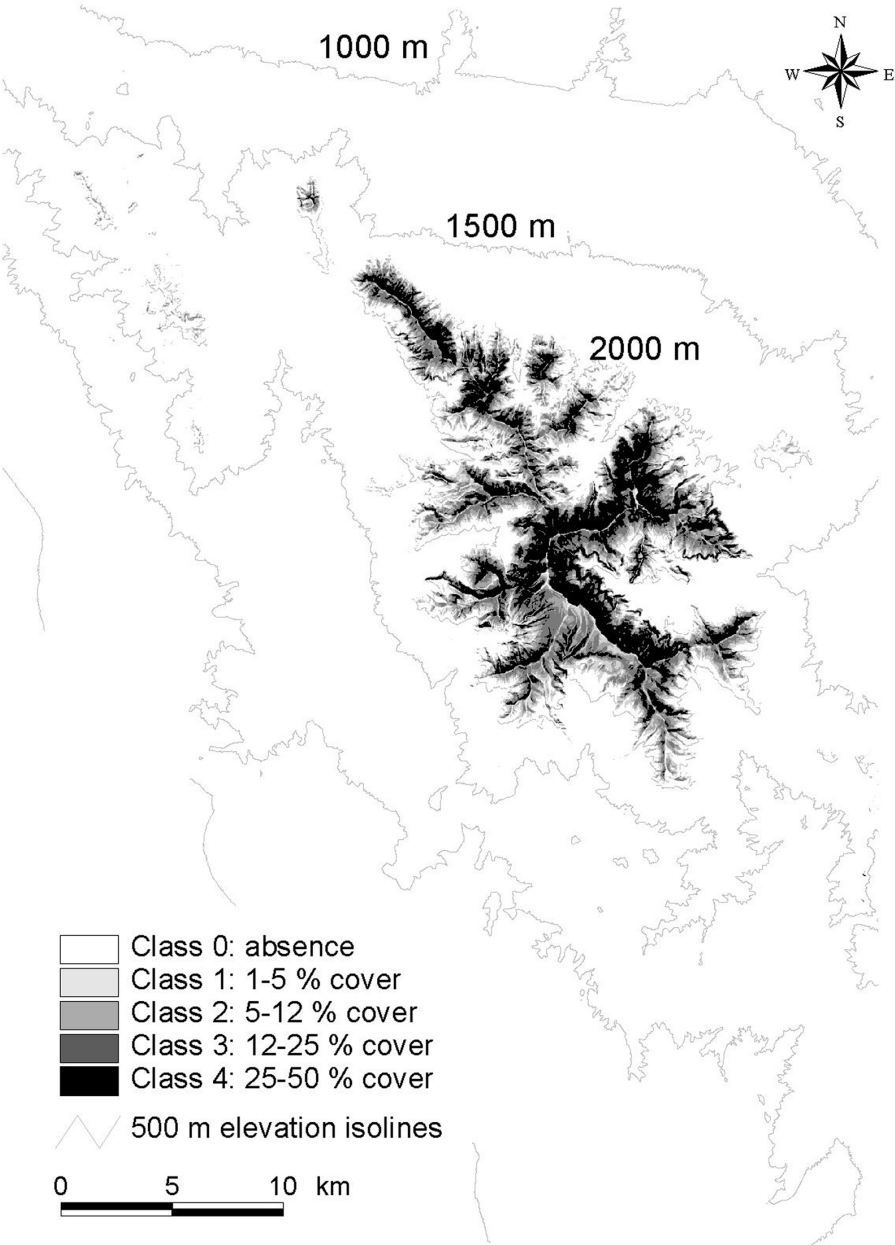 1000 m
N
W E
S
1500 m
2000 m
Class 0: absence
Class 1: 1-5 % cover
Class 2: 5-12 % cover
Class 3: 12-25 % cover
Class 4: 25-50 % cover
500 m elevation isolines
0 5 10 km